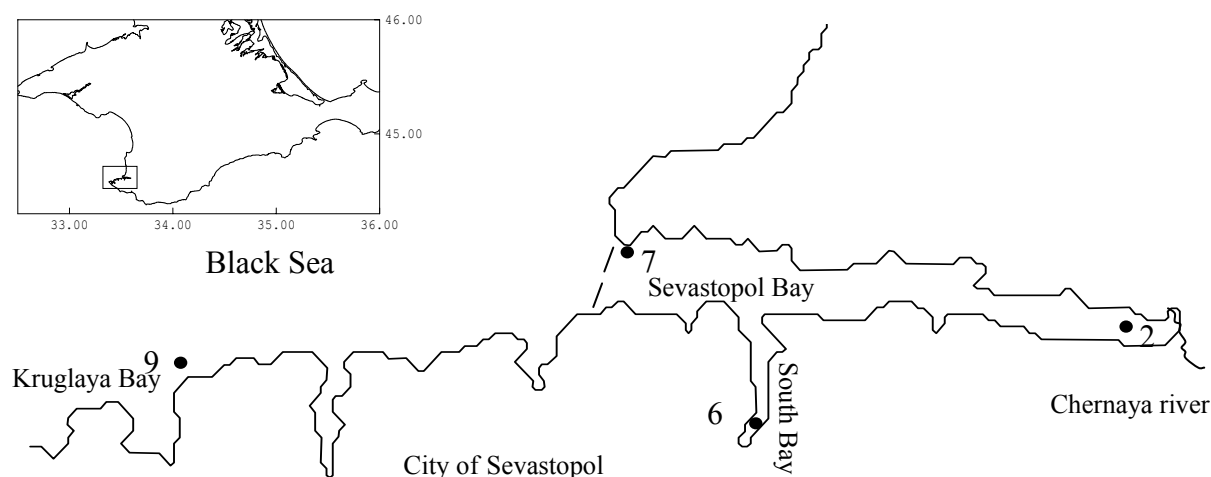 46.00
45.00
33.00 34.00 35.00 36.00
Black Sea
7
Sevastopol Bay
2
9
Kruglaya Bay
South Bay
6
Chernaya river
City of Sevastopol